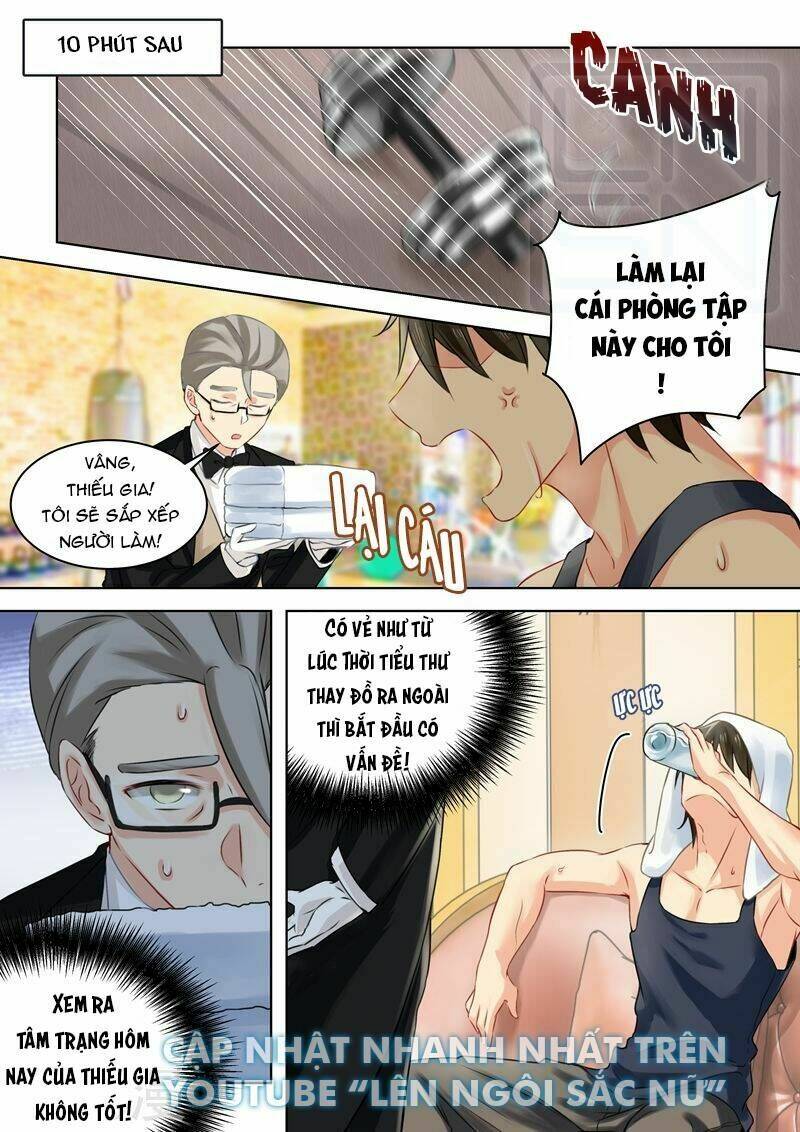 10 PHÚT SAU
CANH
LÀM LẠI
CÁI PHÒNG TẬP
NÀY CHO TÔI
!
VÂNG,
THIẾU GIA!
TÔI SẼ SẮP XẾP
NGƯỜI LÀM!
LẠI CÁU
CÓ VẺ NHƯ TỪ
LÚC THỜI TIỂU THƯ
THAY ĐỒ RA NGOÀI
THÌ BẮT ĐẦU CÓ
VẤN ĐỀ!
ỰC ỰC
XEM RA
TÂM TRẠNG HÔM
NAY CỦA THIẾU GIA
KHÔNG TỐT!
CẬP NHẬT NHANH NHẤT TRÊN
YOUTUBE "LÊN NGÔI SẮC NỮ"